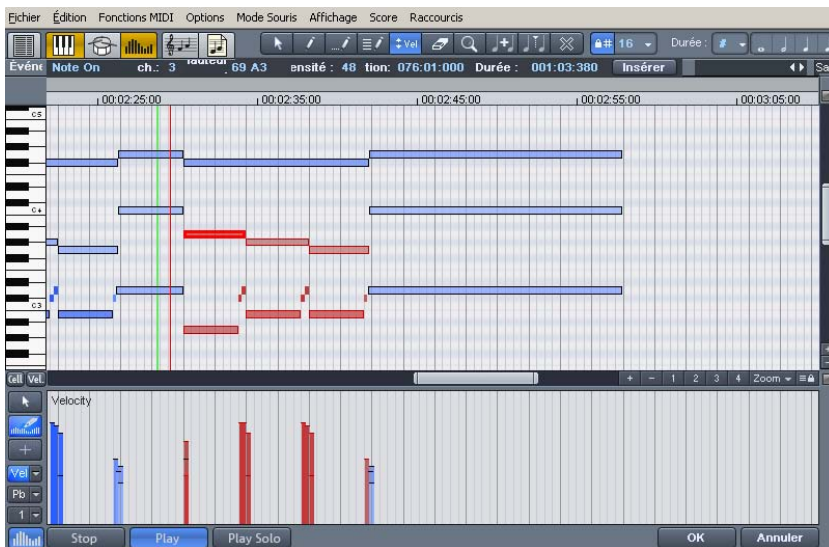 Fichier Édition Fonctions MIDI Options Mode Souris Affichage Score Raccourcis
Vel # 16 Durée :
Événe Note On ch.: 3 hauteur 69 A3 ensité : 48 tion: 076:01:000 Durée : 001:03:380 Insérer Sa
00:02:25:00 00:02:35:00 00:02:45:00 00:02:55:00 00:03:05:00
C5
C4
C3
Cell Vel. + - 1 2 3 4 Zoom
Velocity
Vel
Pb
1
Stop Play Play Solo OK Annuler